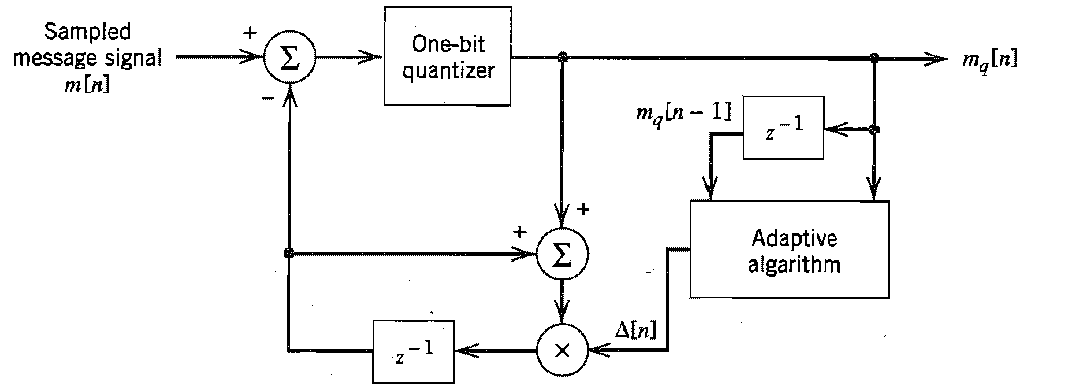 Sampled
message signal
m[n]
+
Σ
−
One-bit
quantizer
m_q[n]
m_q[n − 1]
z⁻¹
Adaptive
algarithm
+
+
Σ
Δ[n]
×
z⁻¹